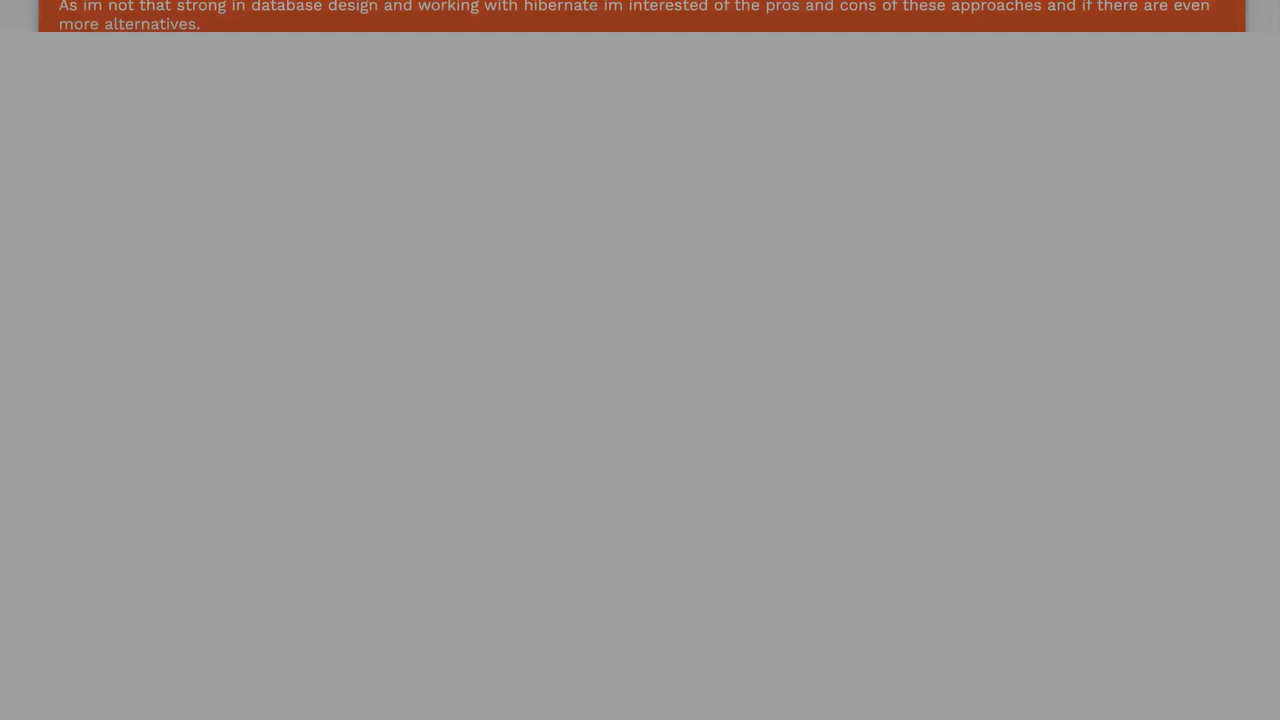 As im not that strong in database design and working with hibernate im interested of the pros and cons of these approaches and if there are even
more alternatives.